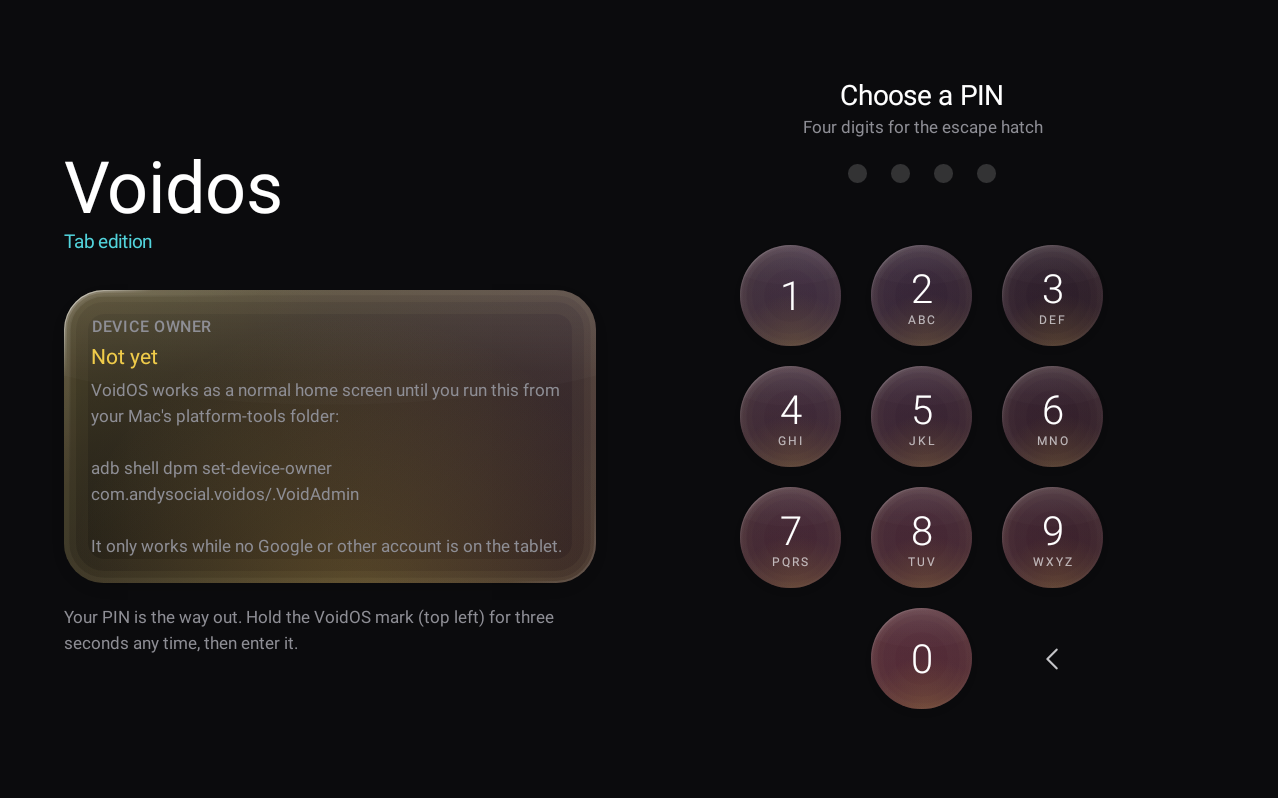 Voidos
Tab edition
DEVICE OWNER
Not yet
VoidOS works as a normal home screen until you run this from
your Mac's platform-tools folder:
adb shell dpm set-device-owner
com.andysocial.voidos/.VoidAdmin
It only works while no Google or other account is on the tablet.
Your PIN is the way out. Hold the VoidOS mark (top left) for three
seconds any time, then enter it.
Choose a PIN
Four digits for the escape hatch
1 2 3
ABC DEF
4 5 6
GHI JKL MNO
7 8 9
PQRS TUV WXYZ
0